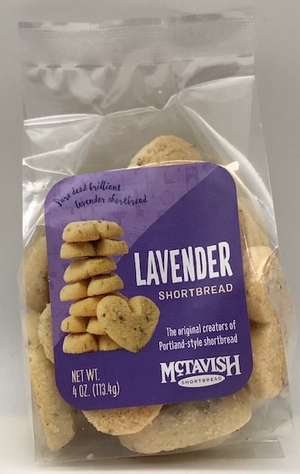 Pure dead brilliant
lavender shortbread
LAVENDER
SHORTBREAD
The original creators of
Portland-style shortbread
McTAVISH
SHORTBREAD
NET WT.
4 OZ. (113.4g)